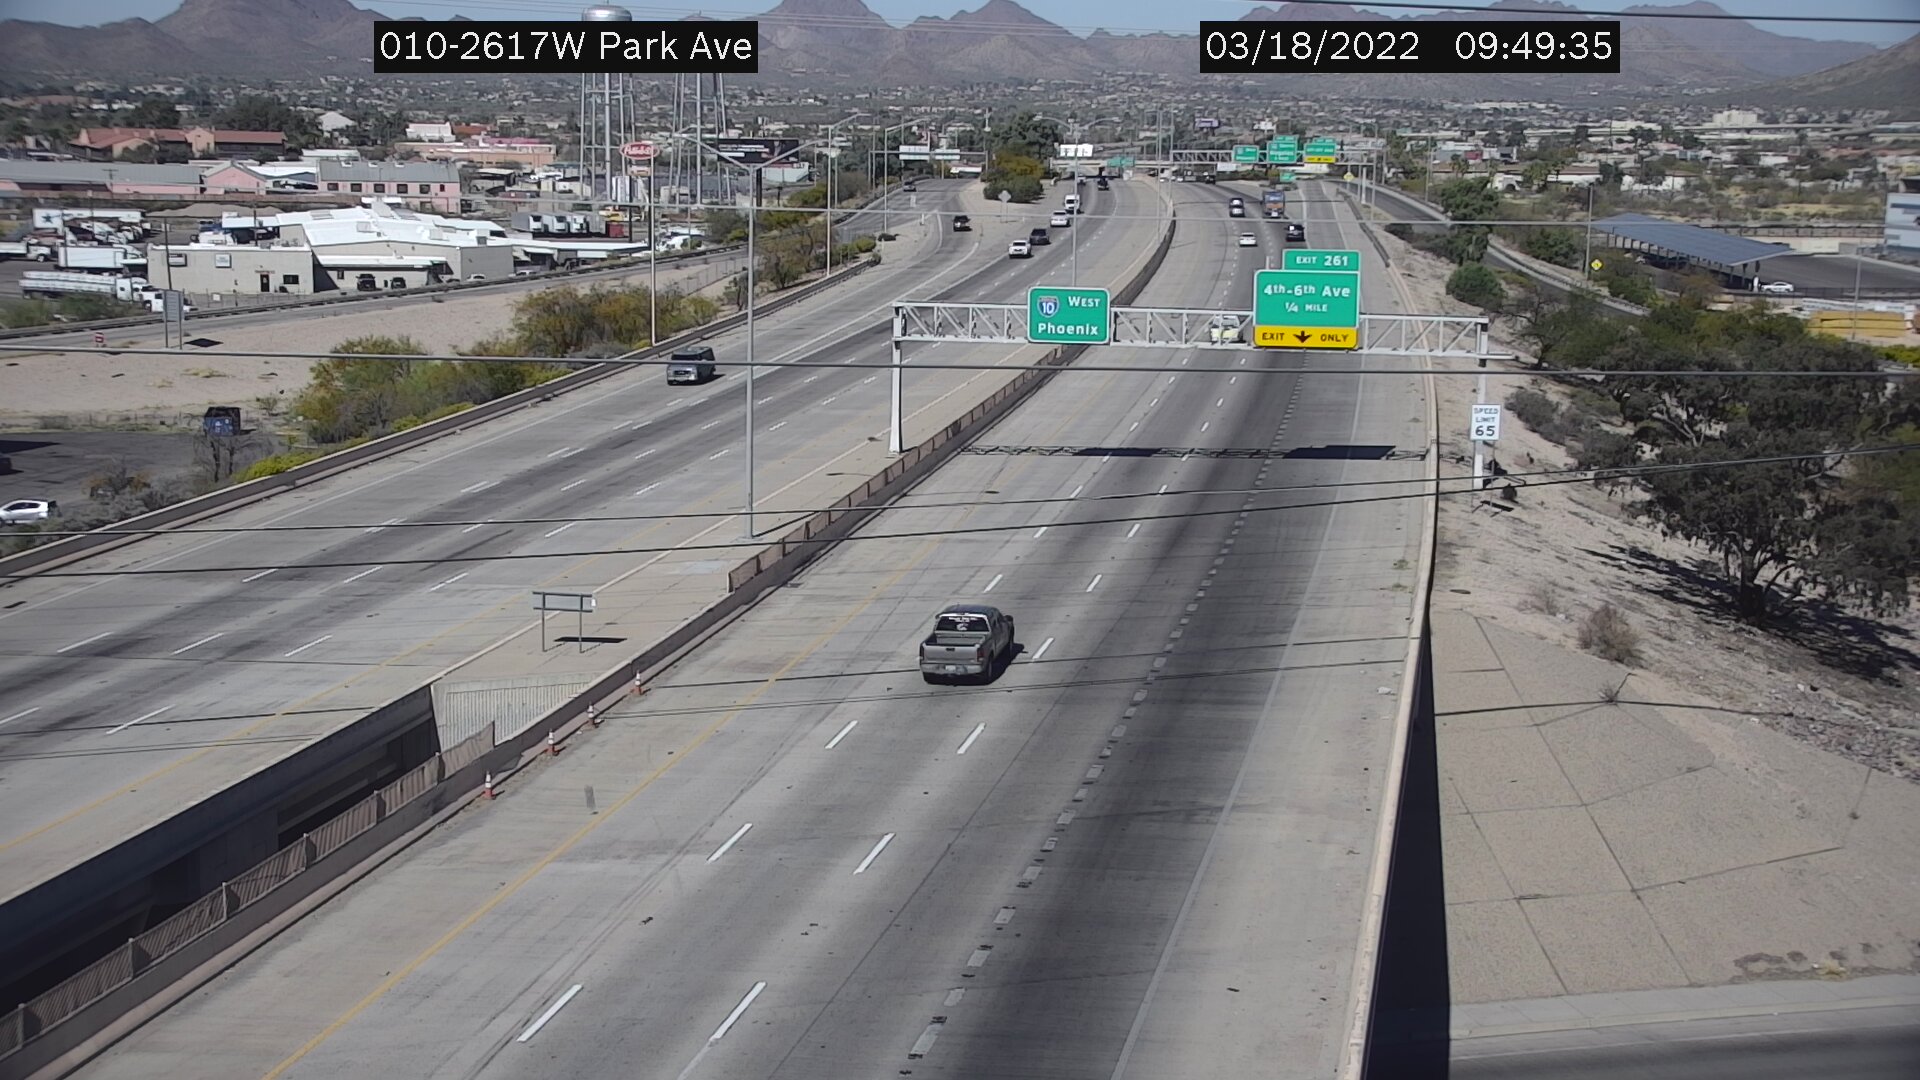 010-2617W Park Ave
03/18/2022 09:49:35
EXIT 261
4th-6th Ave
1/4 MILE
EXIT ONLY
10 WEST
Phoenix
SPEED
LIMIT
65